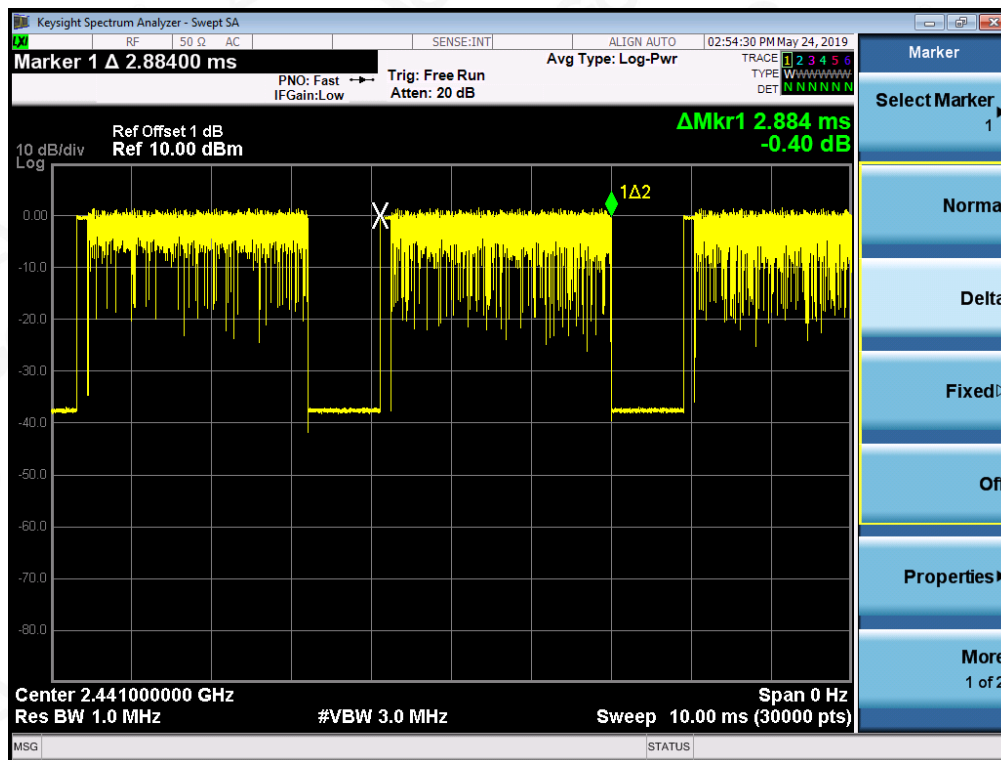 Keysight Spectrum Analyzer - Swept SA
LXI RF 50 Ω AC SENSE:INT ALIGN AUTO 02:54:30 PM May 24, 2019
Marker 1 Δ 2.88400 ms
PNO: Fast
IFGain:Low
Trig: Free Run
Atten: 20 dB
Avg Type: Log-Pwr
TRACE 1 2 3 4 5 6
TYPE W W W W W W
DET N N N N N N
ΔMkr1 2.884 ms
-0.40 dB
Ref Offset 1 dB
10 dB/div Ref 10.00 dBm
Log
1Δ2
X
0.00
-10.0
-20.0
-30.0
-40.0
-50.0
-60.0
-70.0
-80.0
Center 2.441000000 GHz Span 0 Hz
Res BW 1.0 MHz #VBW 3.0 MHz Sweep 10.00 ms (30000 pts)
MSG STATUS
Marker
Select Marker
1
Norma
Delta
Fixed
Off
Properties
More
1 of 2